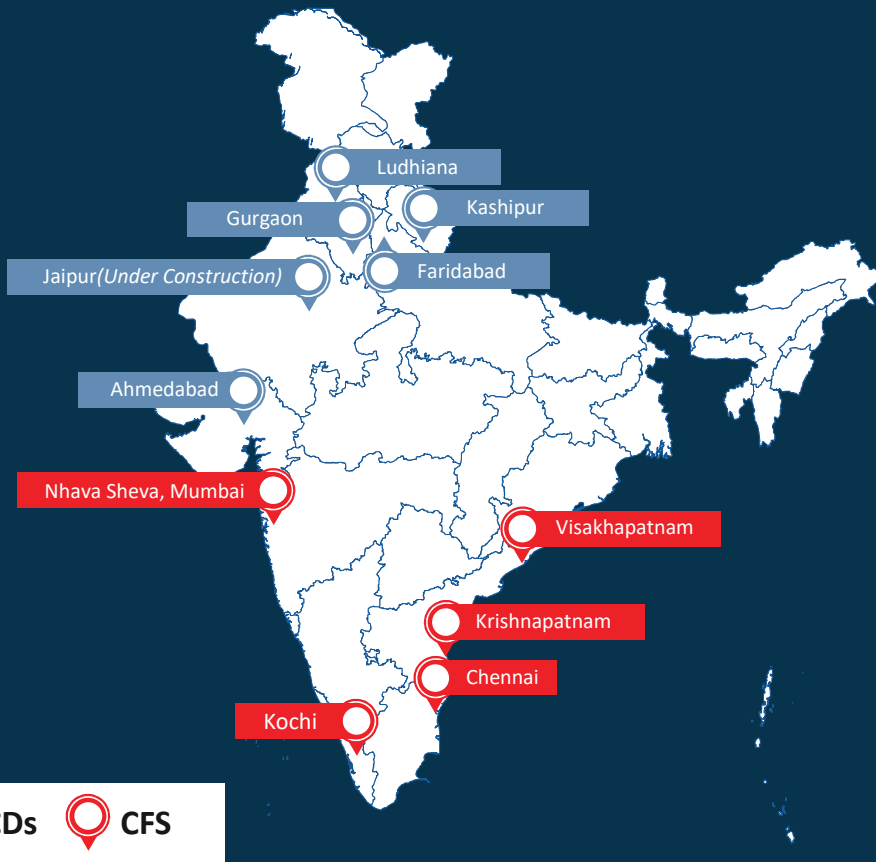 Ludhiana
Kashipur
Gurgaon
Faridabad
Jaipur(Under Construction)
Ahmedabad
Nhava Sheva, Mumbai
Visakhapatnam
Krishnapatnam
Chennai
Kochi
CFS